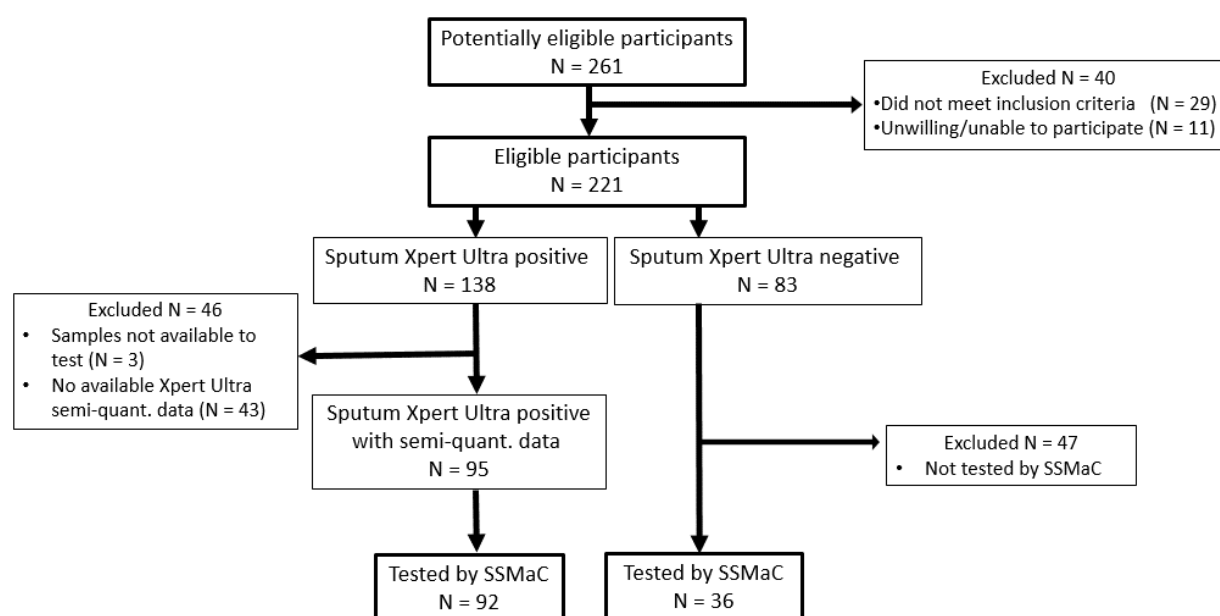 Potentially eligible participants
N = 261
Excluded N = 40
•Did not meet inclusion criteria (N = 29)
•Unwilling/unable to participate (N = 11)
Eligible participants
N = 221
Sputum Xpert Ultra positive
N = 138
Sputum Xpert Ultra negative
N = 83
Excluded N = 46
• Samples not available to
test (N = 3)
• No available Xpert Ultra
semi-quant. data (N = 43)
Sputum Xpert Ultra positive
with semi-quant. data
N = 95
Excluded N = 47
• Not tested by SSMaC
Tested by SSMaC
N = 92
Tested by SSMaC
N = 36